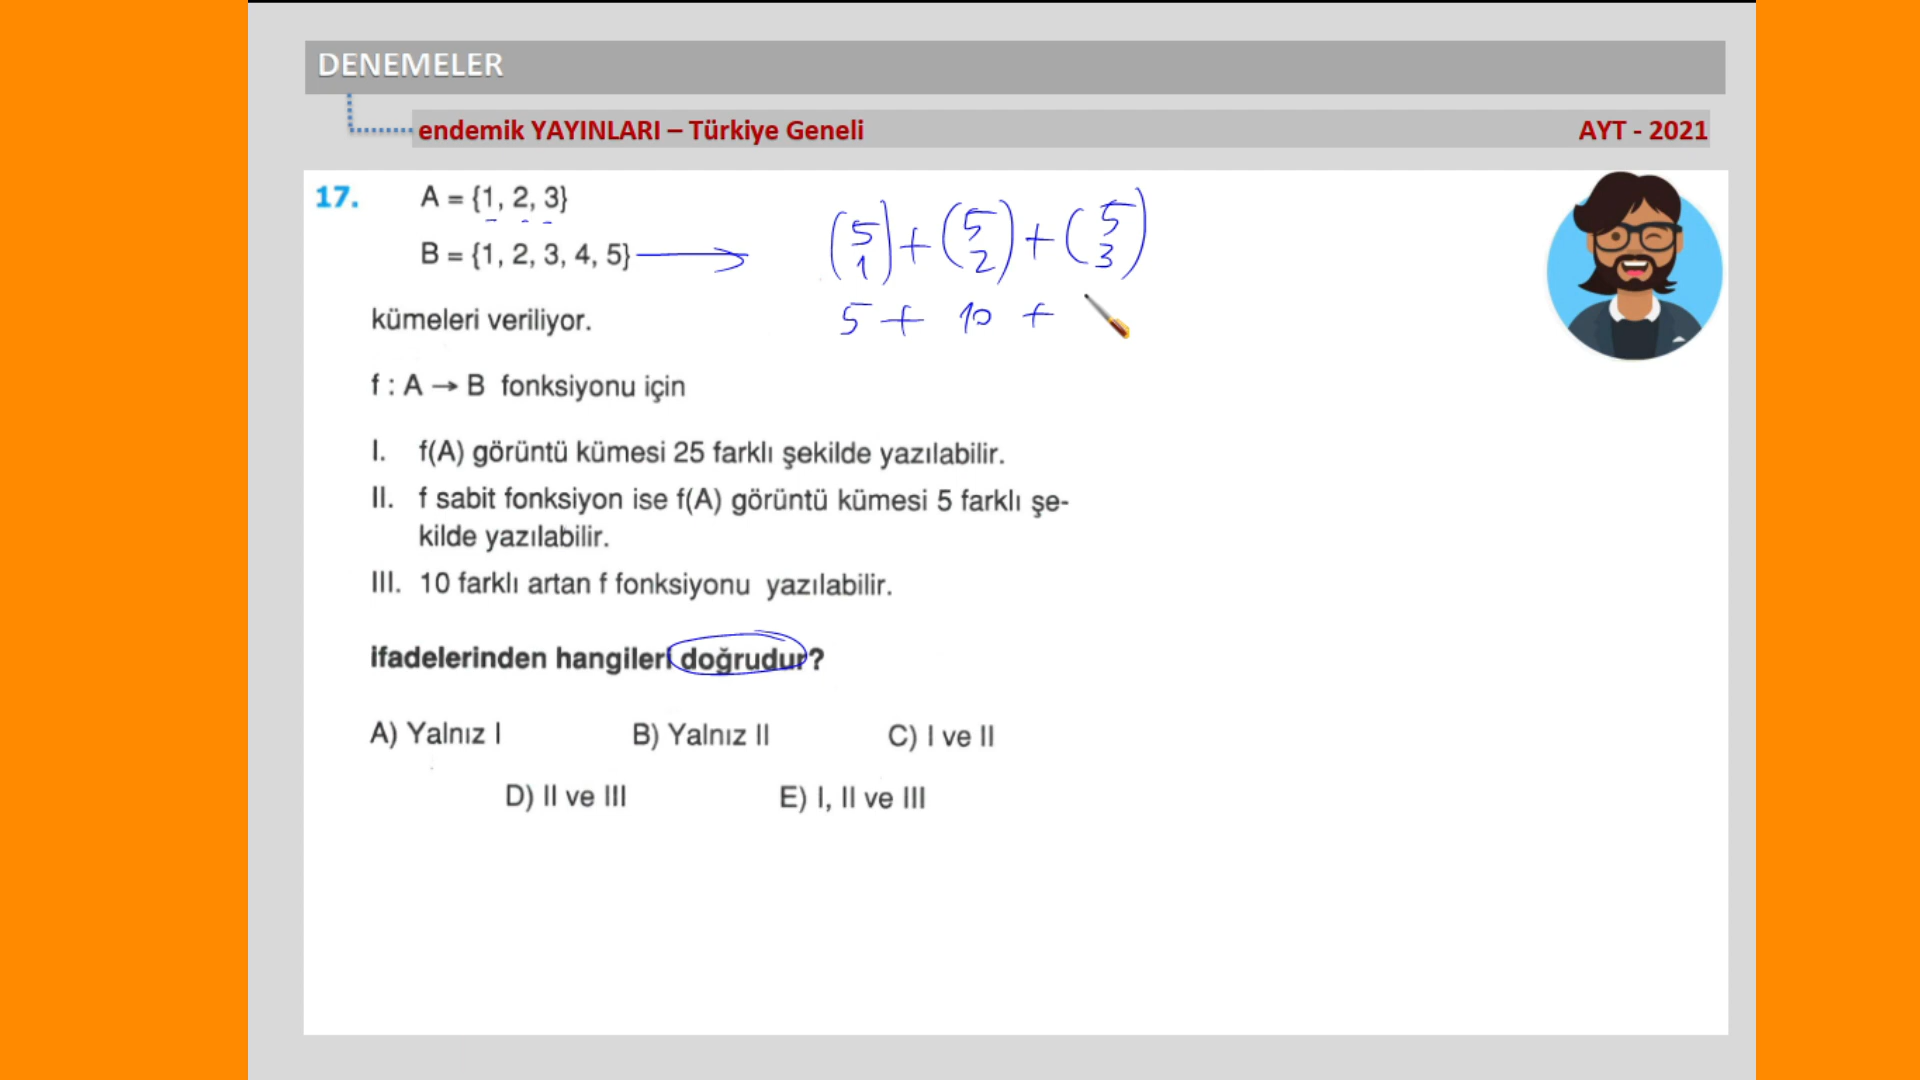 DENEMELER
endemik YAYINLARI – Türkiye Geneli
AYT - 2021
17. A = {1, 2, 3}
B = {1, 2, 3, 4, 5}
(5 1) + (5 2) + (5 3)
5 + 10 +
kümeleri veriliyor.
f : A → B fonksiyonu için
I. f(A) görüntü kümesi 25 farklı şekilde yazılabilir.
II. f sabit fonksiyon ise f(A) görüntü kümesi 5 farklı şe-
kilde yazılabilir.
III. 10 farklı artan f fonksiyonu yazılabilir.
ifadelerinden hangileri doğrudur?
A) Yalnız I B) Yalnız II C) I ve II
D) II ve III E) I, II ve III